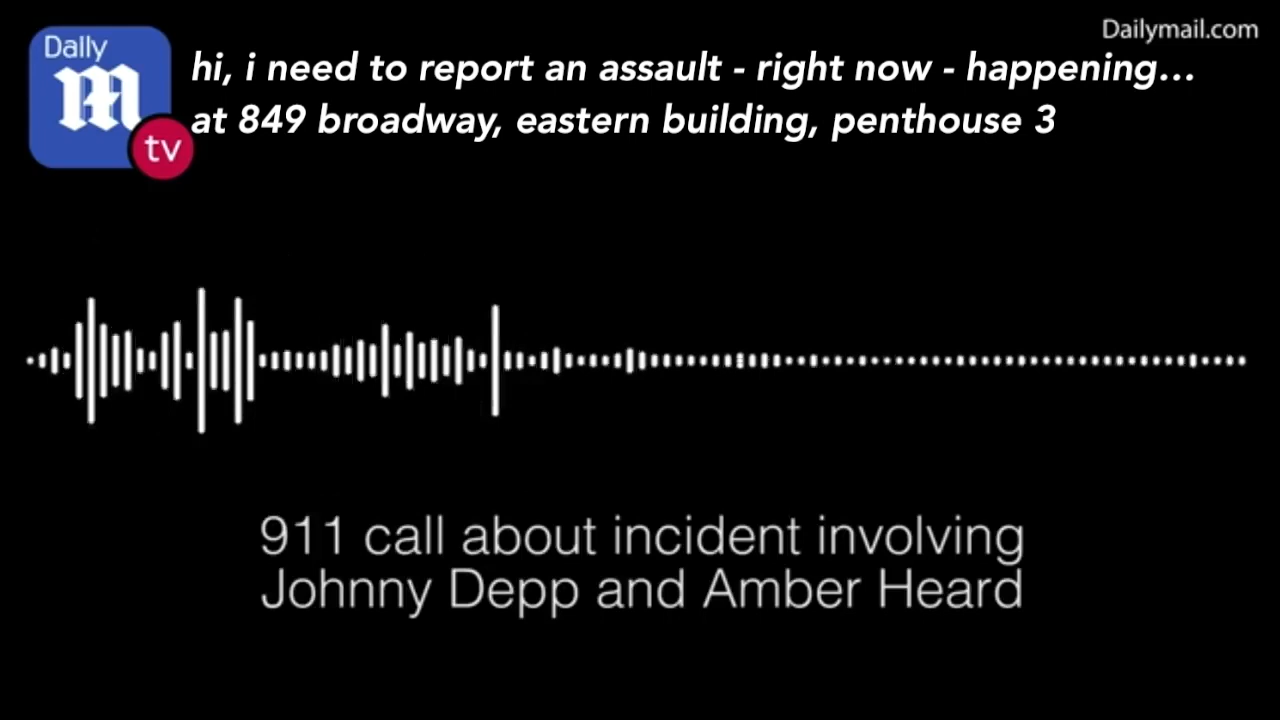 Daily
M
tv
Dailymail.com
hi, i need to report an assault - right now - happening...
at 849 broadway, eastern building, penthouse 3
911 call about incident involving
Johnny Depp and Amber Heard